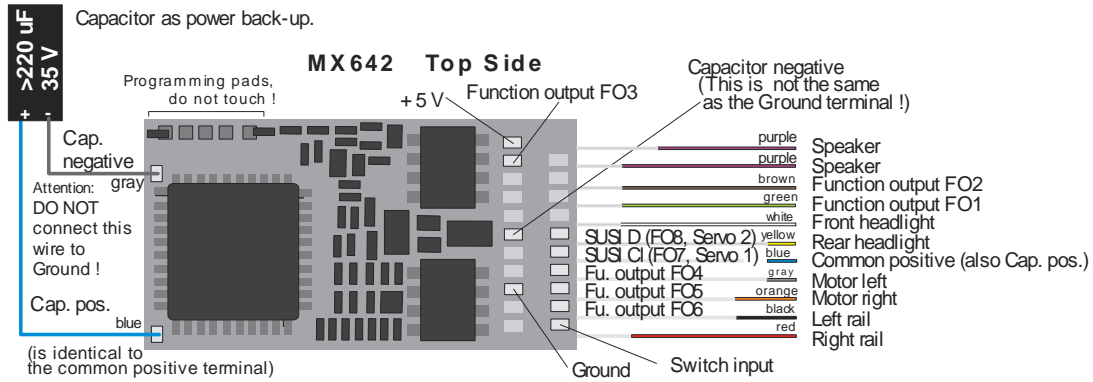 Capacitor as power back-up.
>220 uF
35 V
+ -
MX642 Top Side
Programming pads,
do not touch !
+ 5 V
Function output FO3
Capacitor negative
(This is not the same
as the Ground terminal !)
Cap.
negative
gray
Attention:
DO NOT
connect this
wire to
Ground !
Cap. pos.
blue
(is identical to
the common positive terminal)
purple Speaker
purple Speaker
brown Function output FO2
green Function output FO1
white Front headlight
SUSI D (FO8, Servo 2) yellow Rear headlight
SUSI Cl (FO7, Servo 1) blue Common positive (also Cap. pos.)
Fu. output FO4 gray Motor left
Fu. output FO5 orange Motor right
Fu. output FO6 black Left rail
red Right rail
Ground
Switch input